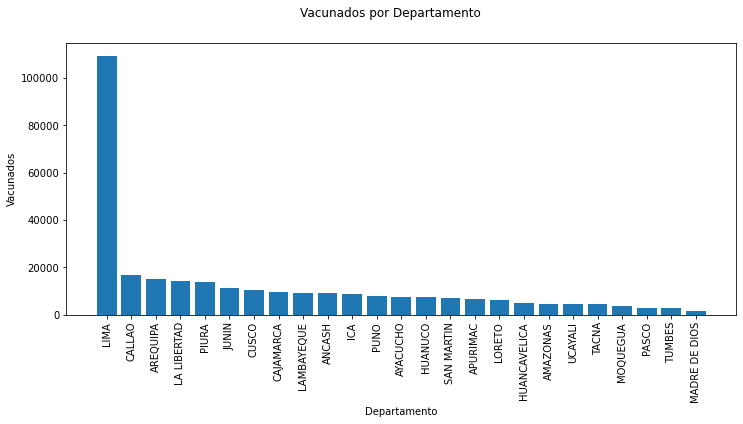 Vacunados por Departamento
100000
80000
60000
40000
20000
0
Vacunados
LIMA
CALLAO
AREQUIPA
LA LIBERTAD
PIURA
JUNIN
CUSCO
CAJAMARCA
LAMBAYEQUE
ANCASH
ICA
PUNO
AYACUCHO
HUANUCO
SAN MARTIN
APURIMAC
LORETO
HUANCAVELICA
AMAZONAS
UCAYALI
TACNA
MOQUEGUA
PASCO
TUMBES
MADRE DE DIOS
Departamento